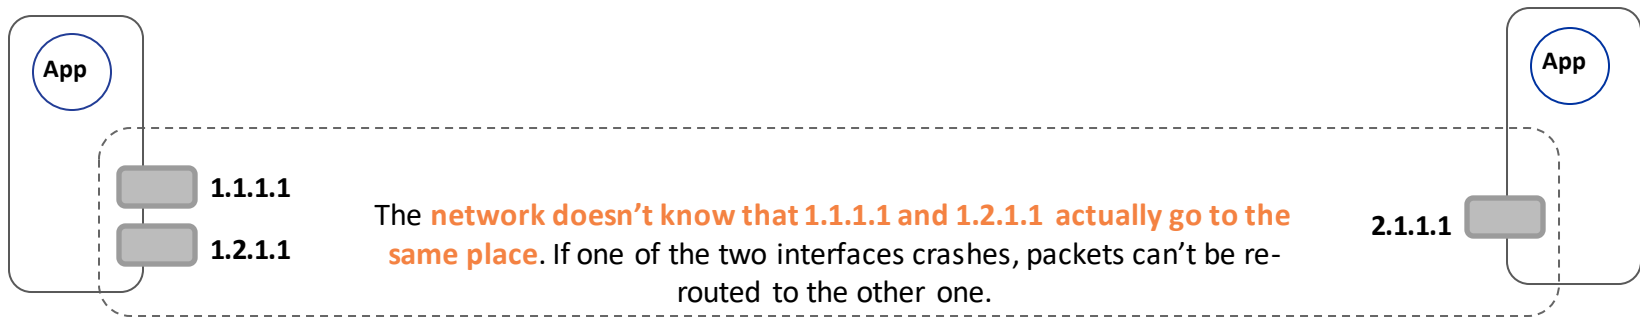 App
App
1.1.1.1
1.2.1.1
The network doesn't know that 1.1.1.1 and 1.2.1.1 actually go to the
same place. If one of the two interfaces crashes, packets can't be re-
routed to the other one.
2.1.1.1